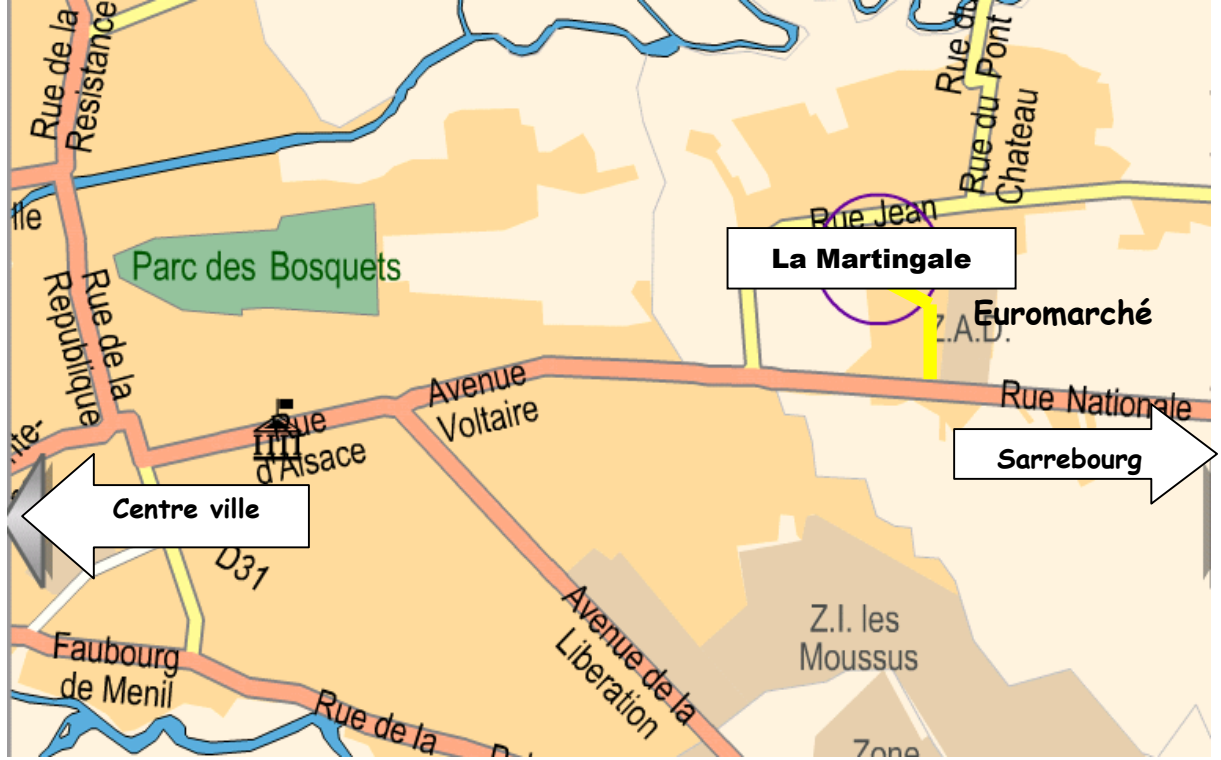 Rue de la
Resistance
Rue du Pont
Rue du
Chateau
lle
Rue Jean
La Martingale
Parc des Bosquets
Rue de la
Republique
Euromarché
Z.A.D.
Avenue
Voltaire
Rue Nationale
Rue
d'Alsace
Sarrebourg
Centre ville
D31
Avenue de la
Liberation
Z.I. les
Moussus
Faubourg
de Menil
Rue de la
Zone